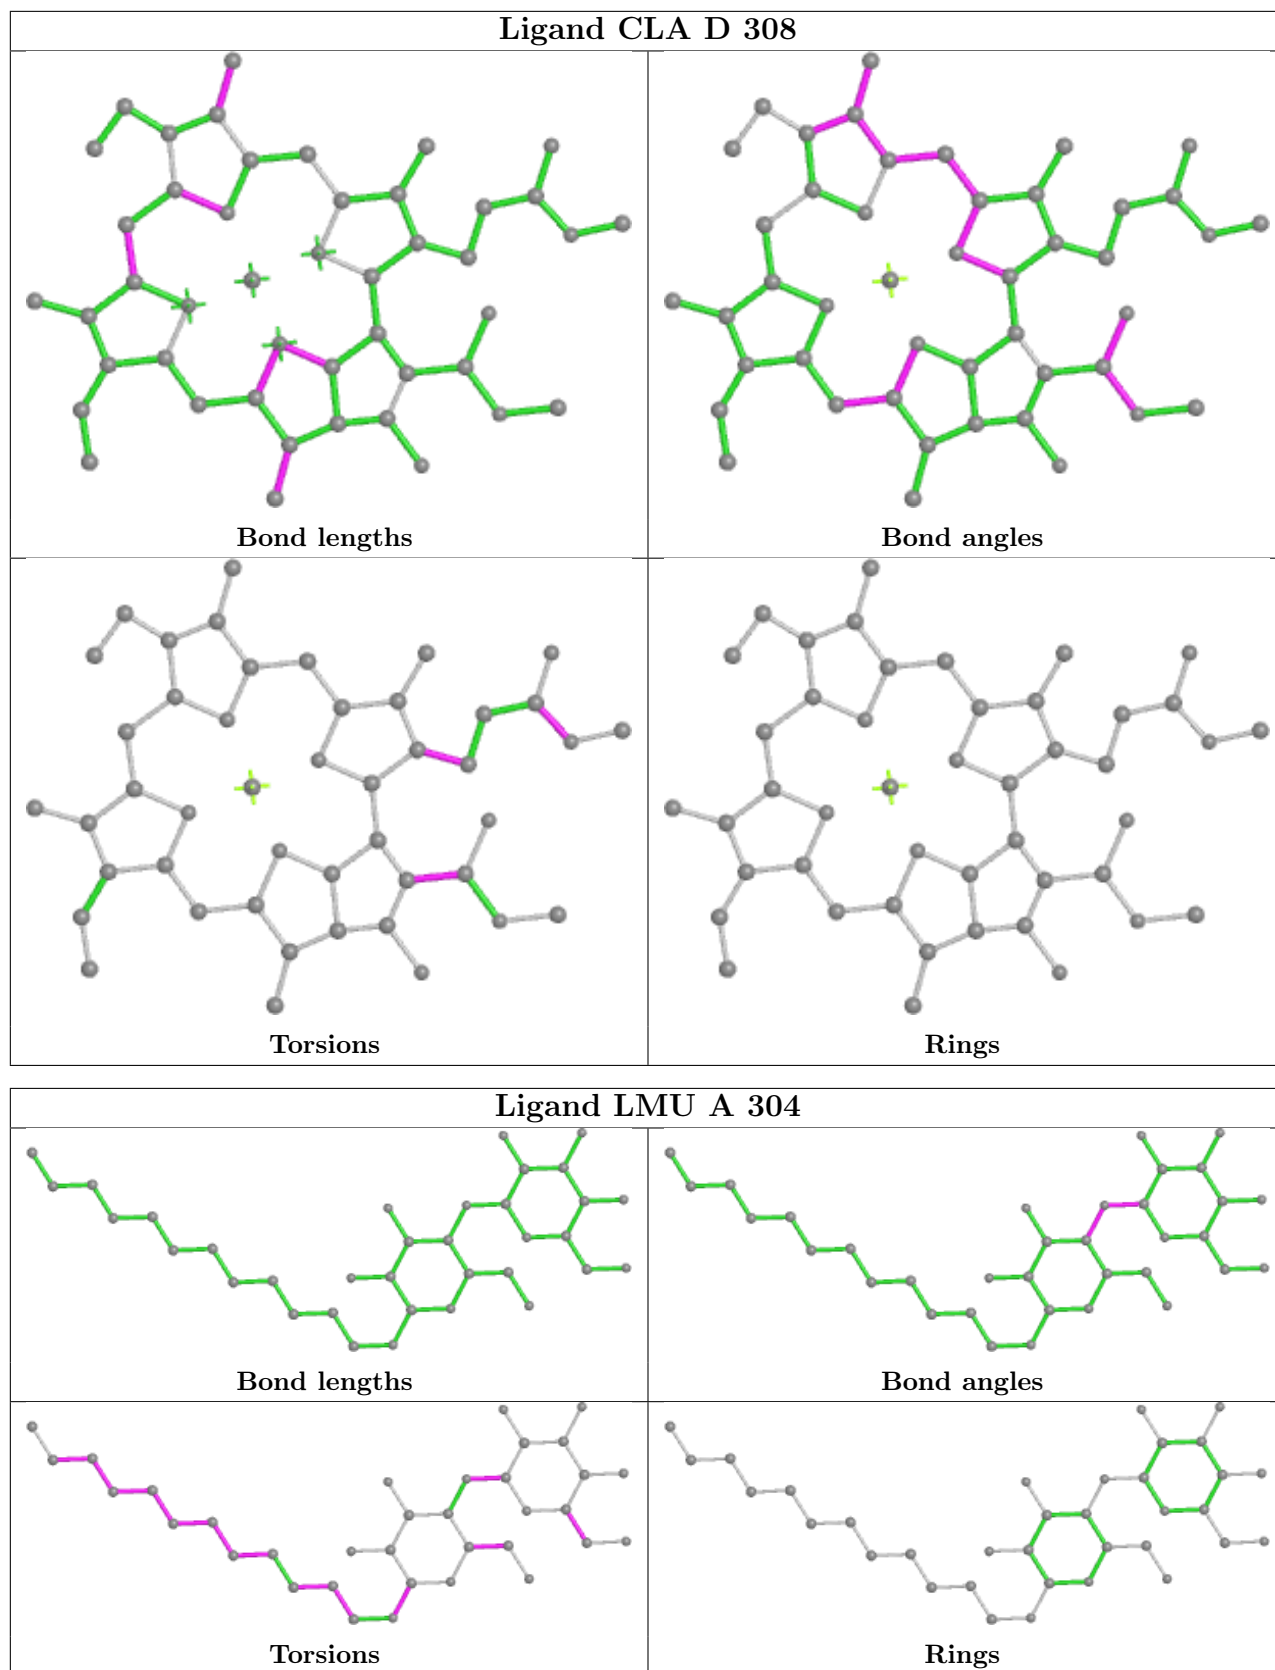 Ligand CLA D 308
Bond lengths
Bond angles
Torsions
Rings
Ligand LMU A 304
Bond lengths
Bond angles
Torsions
Rings